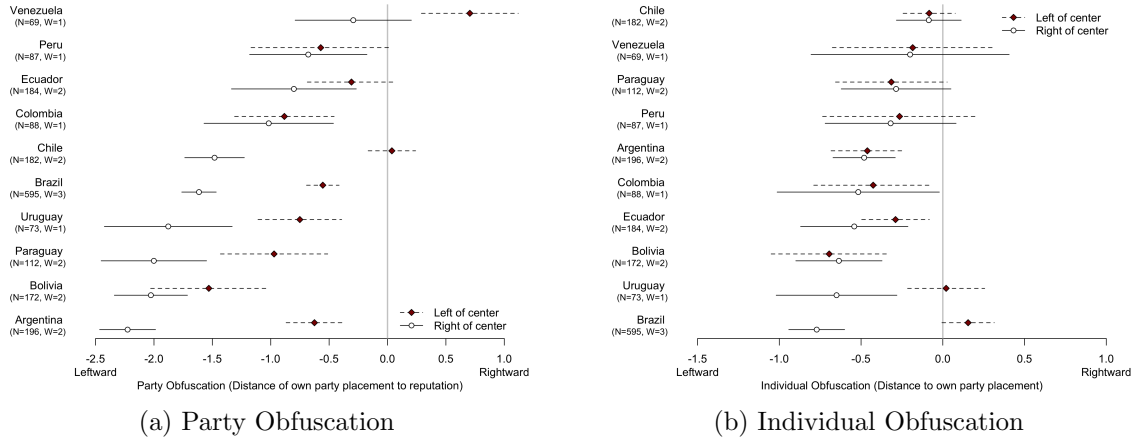 Venezuela
(N=69, W=1)
Peru
(N=87, W=1)
Ecuador
(N=184, W=2)
Colombia
(N=88, W=1)
Chile
(N=182, W=2)
Brazil
(N=595, W=3)
Uruguay
(N=73, W=1)
Paraguay
(N=112, W=2)
Bolivia
(N=172, W=2)
Argentina
(N=196, W=2)
Left of center
Right of center
-2.5 -2.0 -1.5 -1.0 -0.5 0.0 0.5 1.0
Leftward Rightward
Party Obfuscation (Distance of own party placement to reputation)
(a) Party Obfuscation
Chile
(N=182, W=2)
Venezuela
(N=69, W=1)
Paraguay
(N=112, W=2)
Peru
(N=87, W=1)
Argentina
(N=196, W=2)
Colombia
(N=88, W=1)
Ecuador
(N=184, W=2)
Bolivia
(N=172, W=2)
Uruguay
(N=73, W=1)
Brazil
(N=595, W=3)
Left of center
Right of center
-1.5 -1.0 -0.5 0.0 0.5 1.0
Leftward Rightward
Individual Obfuscation (Distance to own party placement)
(b) Individual Obfuscation